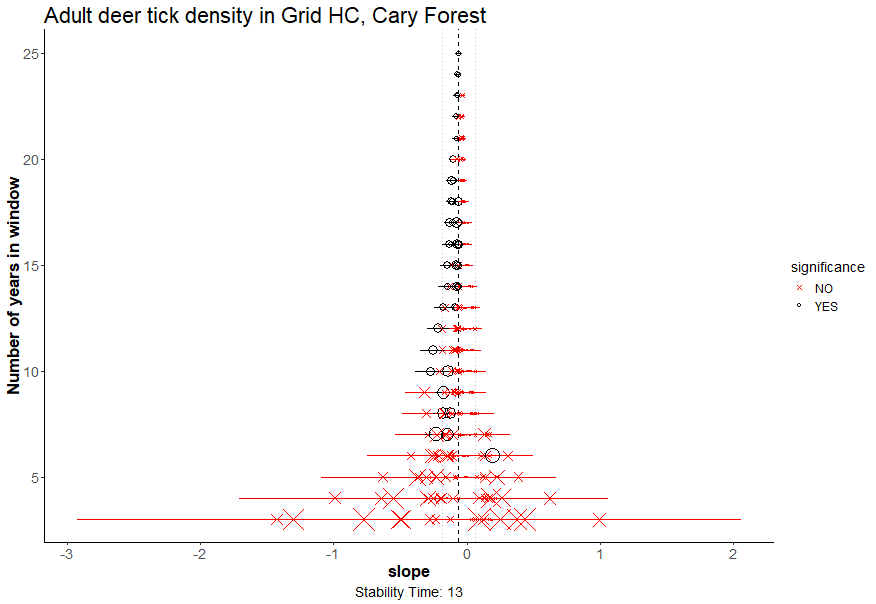 Adult deer tick density in Grid HC, Cary Forest
25
20
15
10
5
Number of years in window
-3
-2
-1
0
1
2
slope
Stability Time: 13
significance
NO
YES